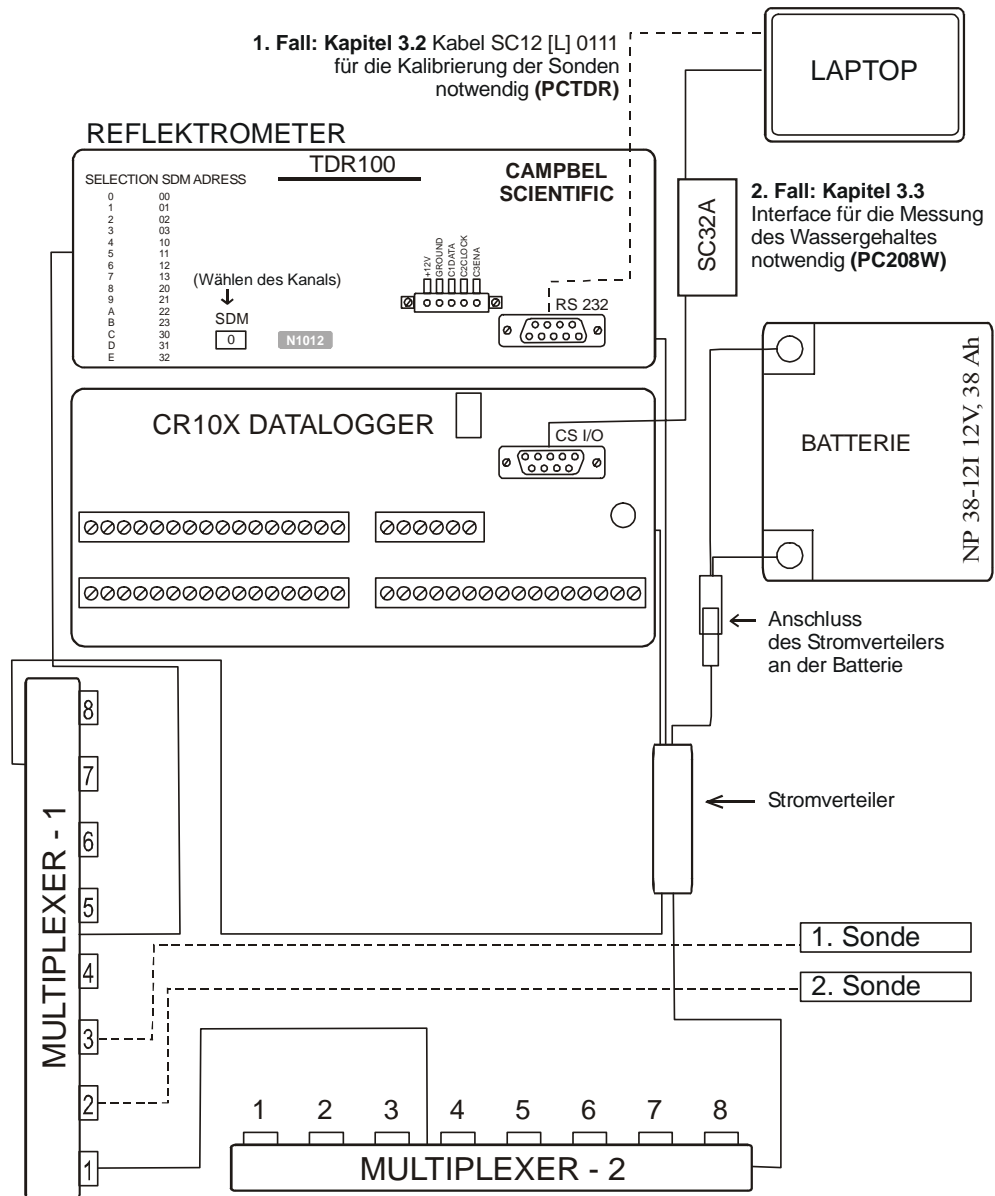 1. Fall: Kapitel 3.2 Kabel SC12 [L] 0111
für die Kalibrierung der Sonden
notwendig (PCTDR)
LAPTOP
REFLEKTROMETER
TDR100
CAMPBEL
SCIENTIFIC
SELECTION SDM ADRESS
0 00
1 01
2 02
3 03
4 10
5 11
6 12
7 13
8 20
9 21
A 22
B 23
C 30
D 31
E 32
(Wählen des Kanals)
SDM
0
N1012
+12V
GROUND
C1DATA
C2CLOCK
C3ENA
RS 232
SC32A
2. Fall: Kapitel 3.3
Interface für die Messung
des Wassergehaltes
notwendig (PC208W)
CR10X DATALOGGER
CS I/O
BATTERIE
NP 38-12I 12V, 38 Ah
Anschluss
des Stromverteilers
an der Batterie
Stromverteiler
MULTIPLEXER - 1
8
7
6
5
4
3
2
1
1. Sonde
2. Sonde
1 2 3 4 5 6 7 8
MULTIPLEXER - 2